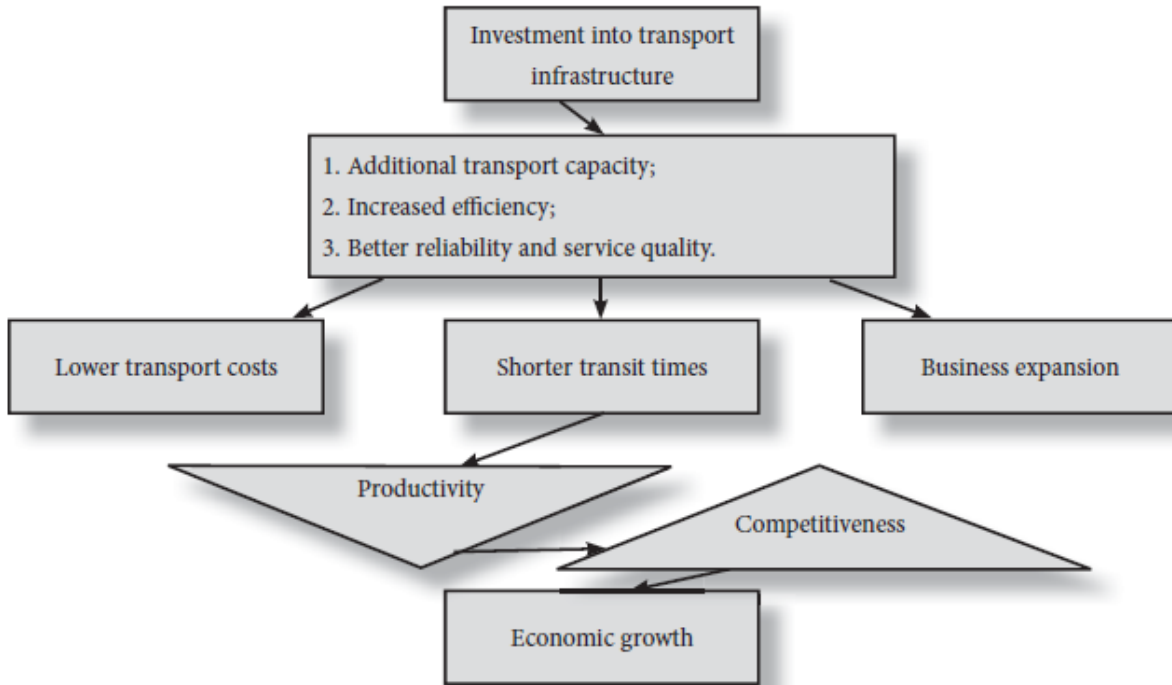 Investment into transport
infrastructure
1. Additional transport capacity;
2. Increased efficiency;
3. Better reliability and service quality.
Lower transport costs
Shorter transit times
Business expansion
Productivity
Competitiveness
Economic growth